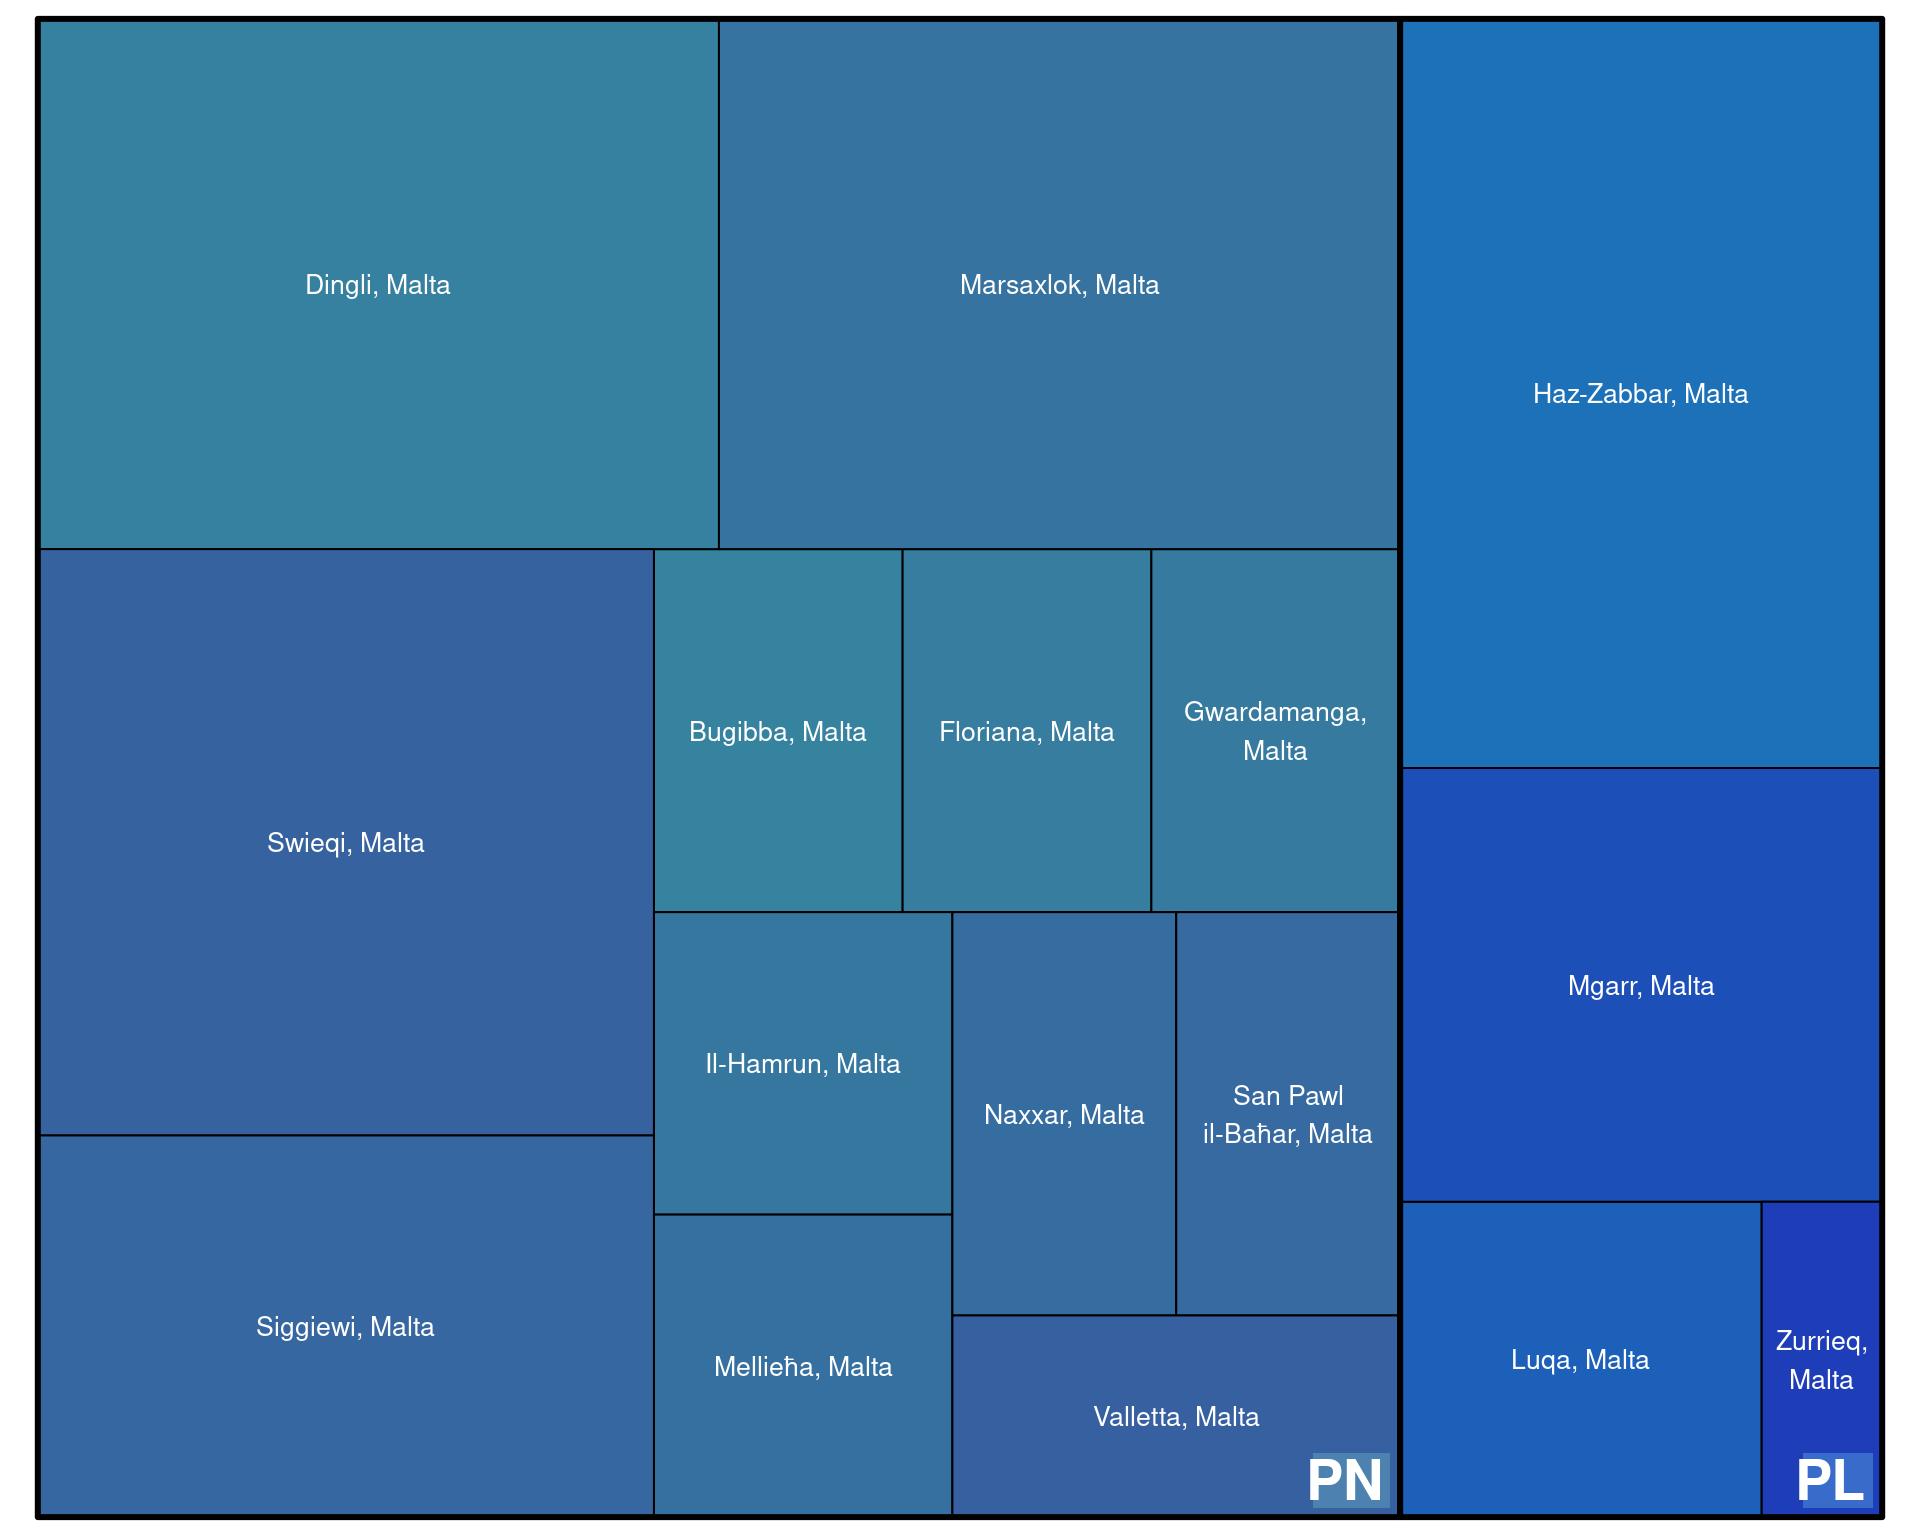 Dingli, Malta
Marsaxlok, Malta
Haz-Zabbar, Malta
Swieqi, Malta
Bugibba, Malta
Floriana, Malta
Gwardamanga,
Malta
Mgarr, Malta
Il-Hamrun, Malta
Naxxar, Malta
San Pawl
il-Baħar, Malta
Siggiewi, Malta
Mellieħa, Malta
Valletta, Malta
Luqa, Malta
Zurrieq,
Malta
PN
PL